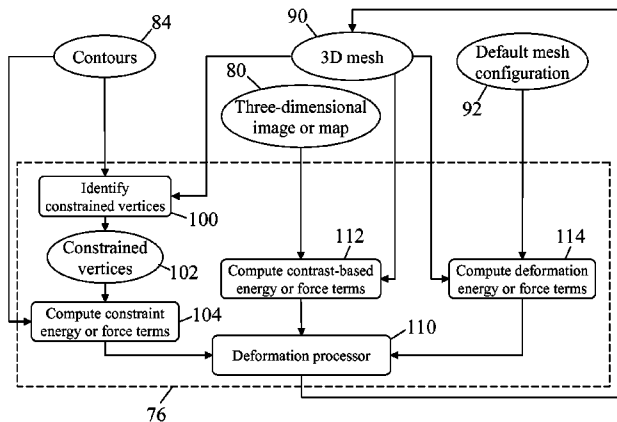 84
90
Contours
3D mesh
Default mesh
configuration
80
92
Three-dimensional
image or map
Identify
constrained vertices
100
Constrained
vertices
102
112
114
Compute contrast-based
energy or force terms
Compute deformation
energy or force terms
Compute constraint
energy or force terms
104
110
Deformation processor
76